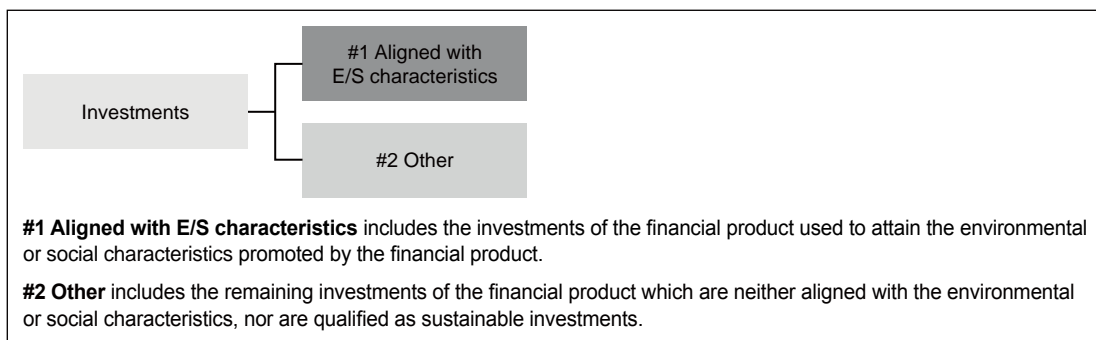 #1 Aligned with
E/S characteristics
Investments
#2 Other
#1 Aligned with E/S characteristics includes the investments of the financial product used to attain the environmental
or social characteristics promoted by the financial product.
#2 Other includes the remaining investments of the financial product which are neither aligned with the environmental
or social characteristics, nor are qualified as sustainable investments.